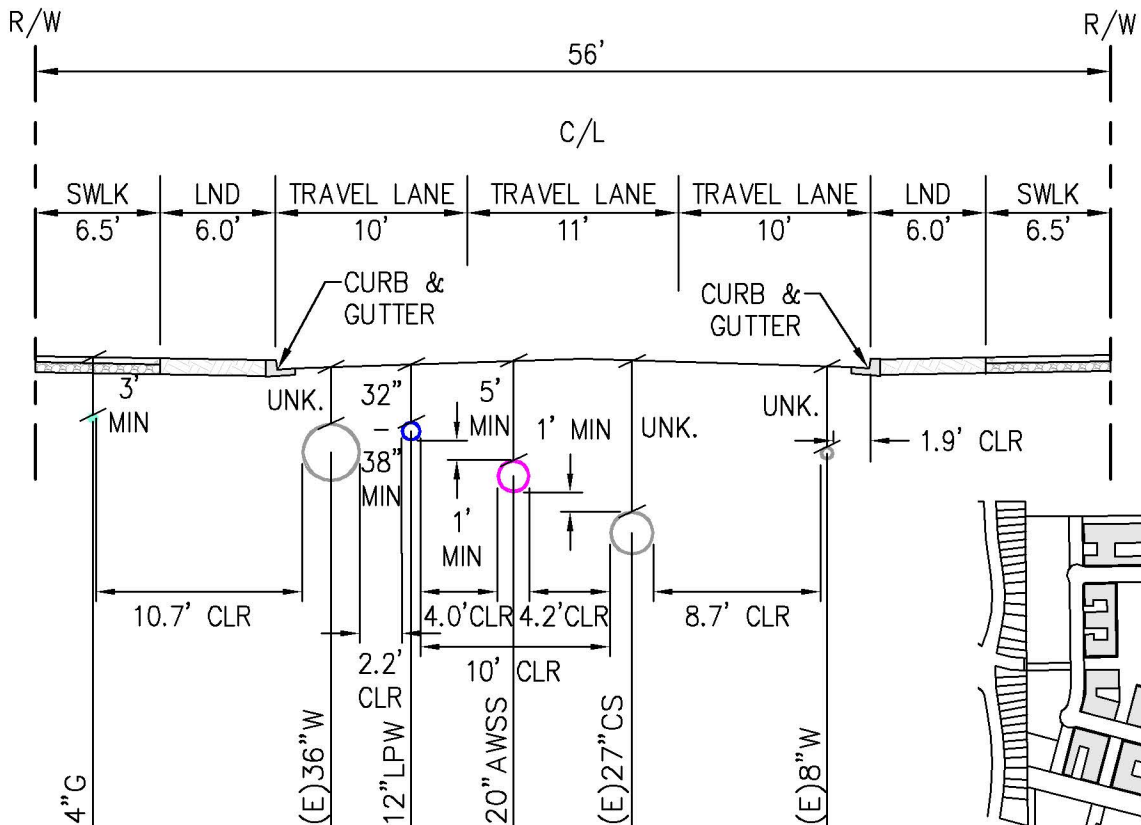 R/W
R/W
56'
C/L
SWLK
LND
TRAVEL LANE
TRAVEL LANE
TRAVEL LANE
LND
SWLK
6.5'
6.0'
10'
11'
10'
6.0'
6.5'
CURB &
GUTTER
CURB &
GUTTER
3'
MIN
UNK.
32"
–
38"
MIN
5'
MIN
1'
MIN
1' MIN
UNK.
UNK.
1.9' CLR
10.7' CLR
2.2'
CLR
4.0'CLR
4.2'CLR
10' CLR
8.7' CLR
4"G
(E)36"W
12"LPW
20"AWSS
(E)27"CS
(E)8"W